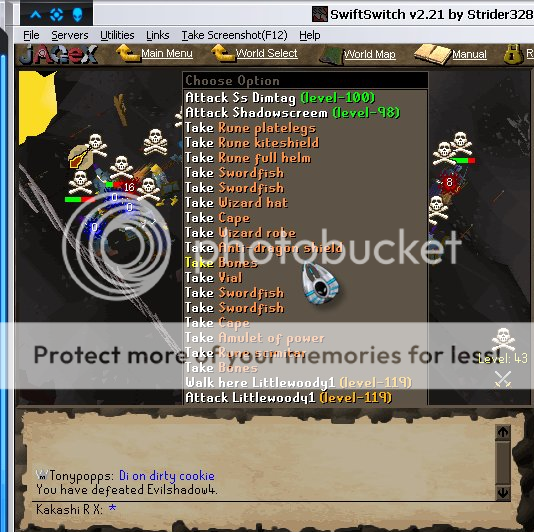 SwiftSwitch v2.21 by Strider328
File Servers Utilities Links Take Screenshot(F12) Help
JAGEX Main Menu World Select World Map Manual R
Choose Option
Attack Ss Dimtag (level-100)
Attack Shadowscreem (level-98)
Take Rune platelegs
Take Rune kiteshield
Take Rune full helm
Take Swordfish
Take Swordfish
Take Wizard hat
Take Cape
Take Wizard robe
Take Anti-dragon shield
Take Bones
Take Vial
Take Swordfish
Take Swordfish
Take Cape
Take Amulet of power
Take Rune scimitar
Take Bones
Walk here Littlewoody1 (level-119)
Attack Littlewoody1 (level-119)
16
0
0
0
8
Level: 43
photobucket
Protect more of your memories for less!
Tonypopps: Di on dirty cookie
You have defeated Evilshadow4.
Kakashi R X: *